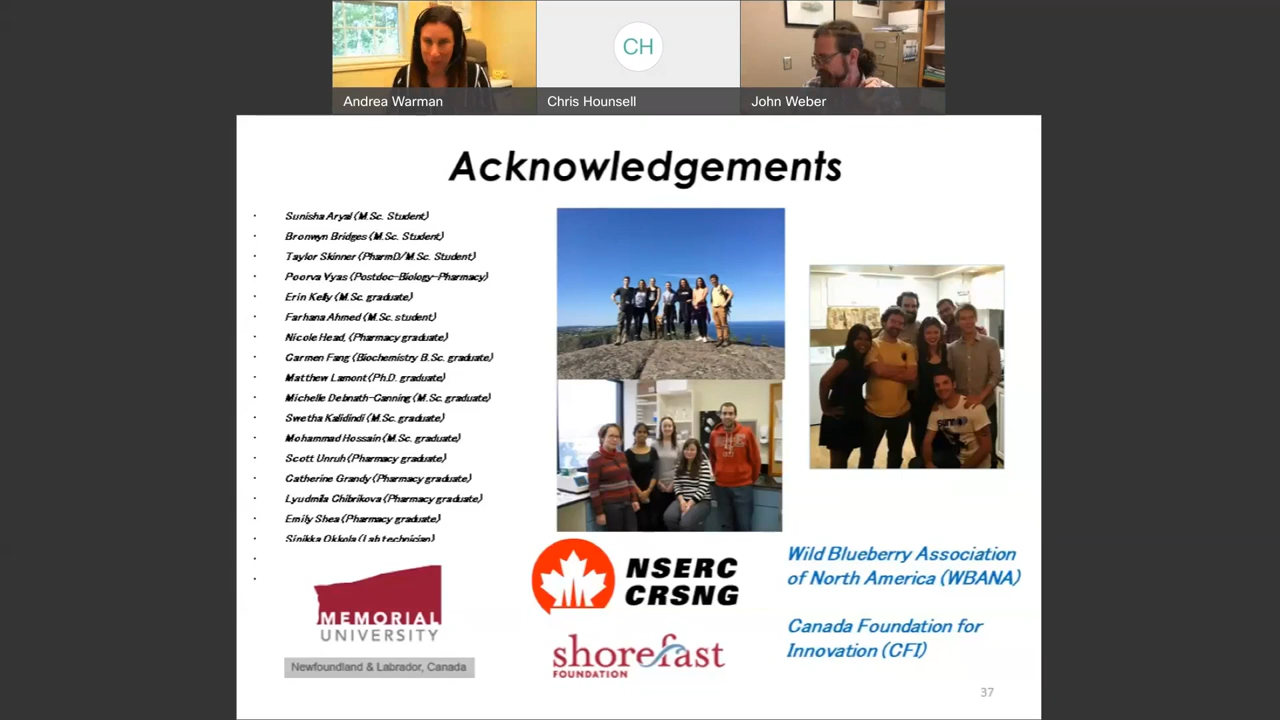 CH
Andrea Warman
Chris Hounsell
John Weber
Acknowledgements
Sunisha Aryal (M.Sc. Student)
Bronwyn Bridges (M.Sc. Student)
Taylor Skinner (PharmD/M.Sc. Student)
Poorva Vyas (Postdoc-Biology-Pharmacy)
Erin Kelly (M.Sc. graduate)
Farhana Ahmed (M.Sc. student)
Nicole Head, (Pharmacy graduate)
Carmen Fang (Biochemistry B.Sc. graduate)
Matthew Lamont (Ph.D. graduate)
Michelle Debnath-Canning (M.Sc. graduate)
Swetha Kalidindi (M.Sc. graduate)
Mohammad Hossain (M.Sc. graduate)
Scott Unruh (Pharmacy graduate)
Catherine Grandy (Pharmacy graduate)
Lyudmila Chibrikova (Pharmacy graduate)
Emily Shea (Pharmacy graduate)
Sinikka Okkola (Lab technician)
MEMORIAL
UNIVERSITY
Newfoundland & Labrador, Canada
NSERC
CRSNG
shorefast
FOUNDATION
Wild Blueberry Association
of North America (WBANA)
Canada Foundation for
Innovation (CFI)
37